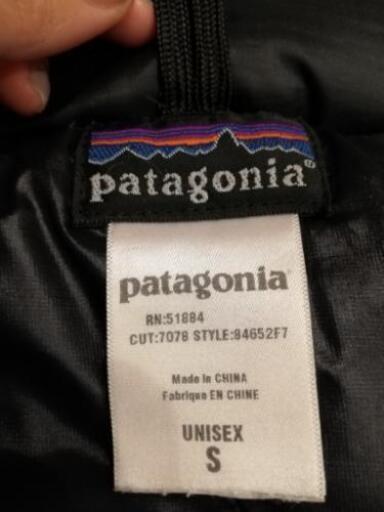 patagonia®
patagonia®
RN:51884
CUT:7078 STYLE:84652F7
Made in CHINA
Fabrique EN CHINE
UNISEX
S